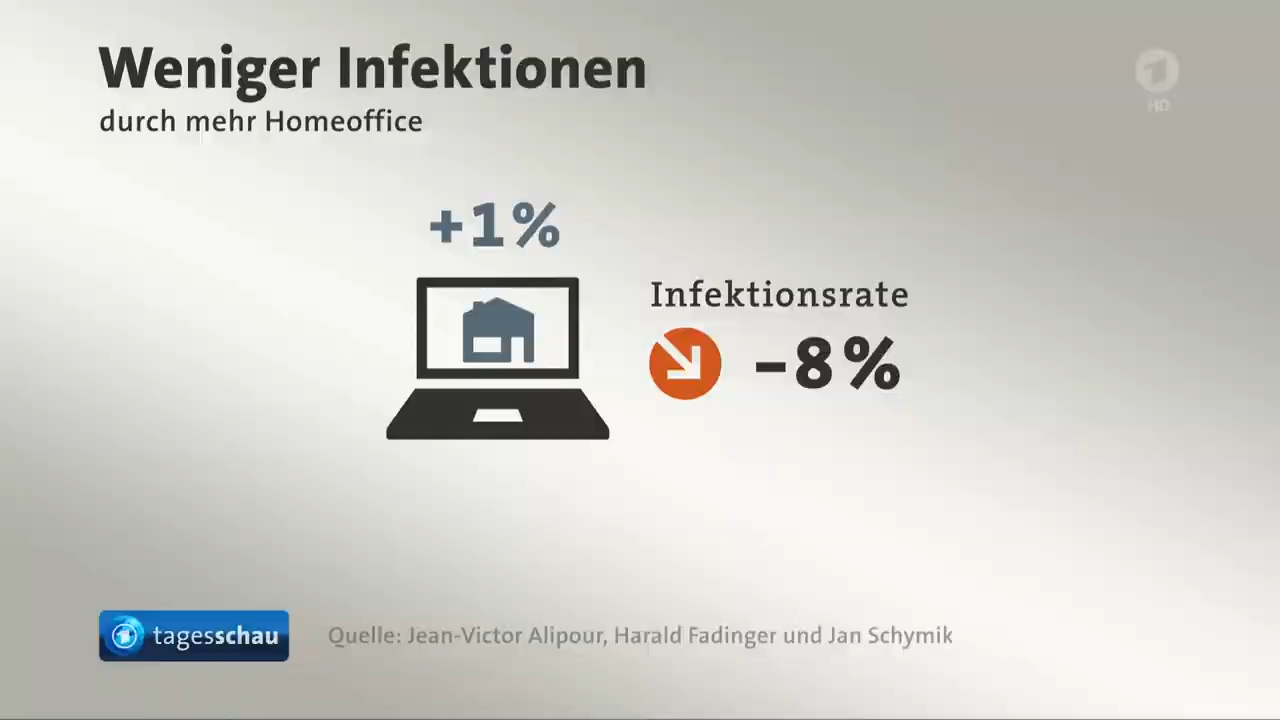 Weniger Infektionen
durch mehr Homeoffice
+1%
Infektionsrate
-8%
tagesschau
Quelle: Jean-Victor Alipour, Harald Fadinger und Jan Schymik
1
HD